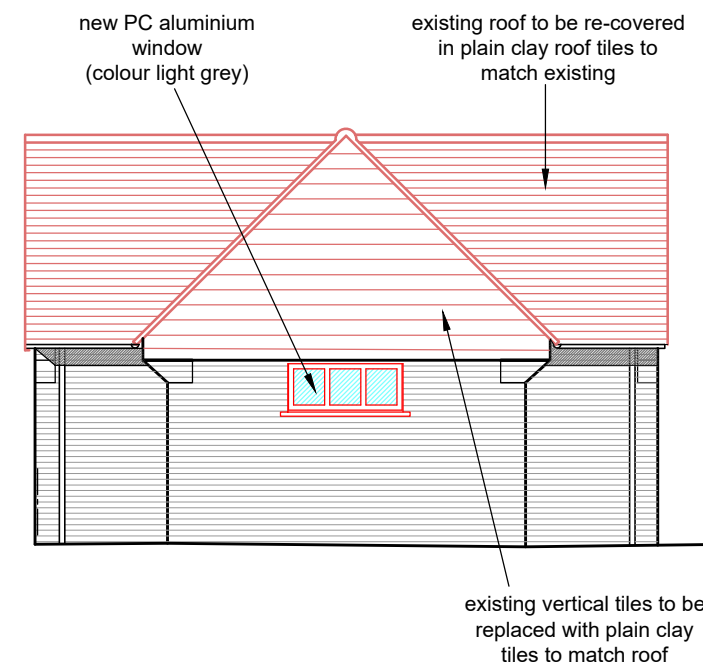 new PC aluminium
window
(colour light grey)
existing roof to be re-covered
in plain clay roof tiles to
match existing
existing vertical tiles to be
replaced with plain clay
tiles to match roof